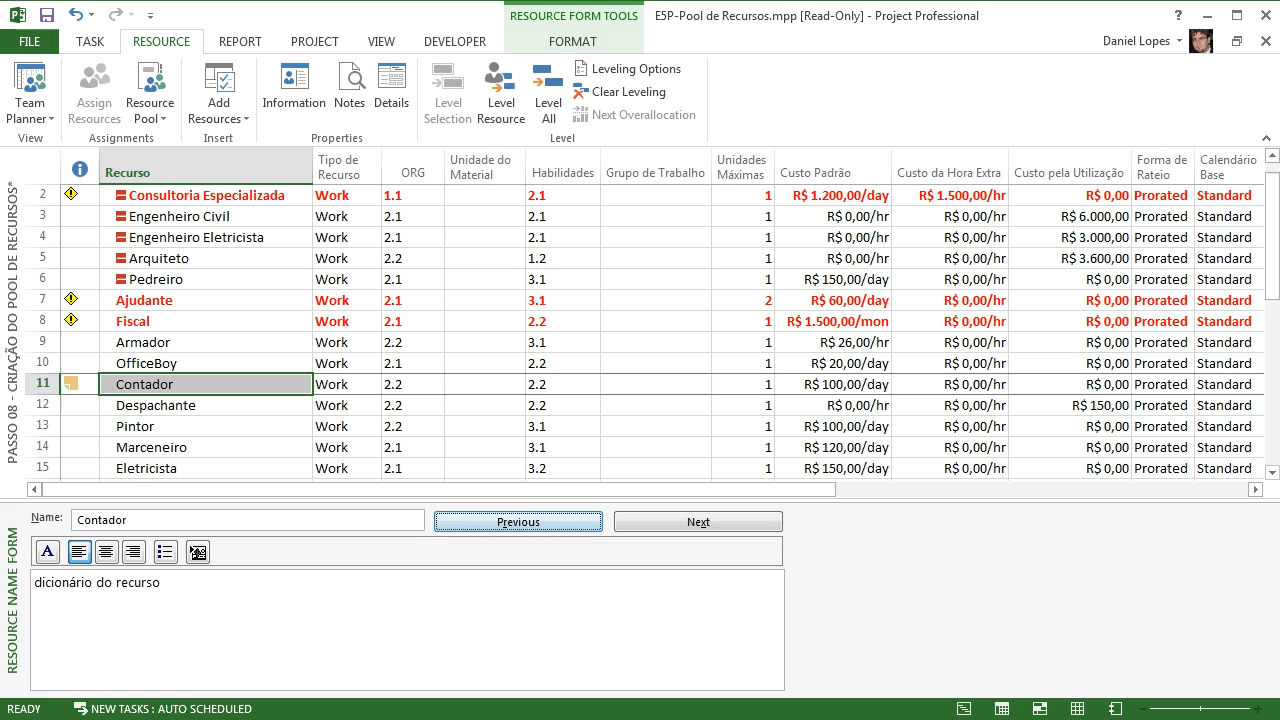 RESOURCE FORM TOOLS
E5P-Pool de Recursos.mpp [Read-Only] - Project Professional
?
FILE TASK RESOURCE REPORT PROJECT VIEW DEVELOPER FORMAT
Daniel Lopes
Team Planner
Assign Resources
Resource Pool
Add Resources
Information
Notes
Details
Level Selection
Level Resource
Level All
Leveling Options
Clear Leveling
Next Overallocation
View Assignments Insert Properties Level
PASSO 08 - CRIAÇÃO DO POOL DE RECURSOS*
Recurso Tipo de Recurso ORG Unidade do Material Habilidades Grupo de Trabalho Unidades Máximas Custo Padrão Custo da Hora Extra Custo pela Utilização Forma de Rateio Calendário Base
2 Consultoria Especializada Work 1.1 2.1 1 R$ 1.200,00/day R$ 1.500,00/hr R$ 0,00 Prorated Standard
3 Engenheiro Civil Work 2.1 2.1 1 R$ 0,00/hr R$ 0,00/hr R$ 6.000,00 Prorated Standard
4 Engenheiro Eletricista Work 2.1 2.1 1 R$ 0,00/hr R$ 0,00/hr R$ 3.000,00 Prorated Standard
5 Arquiteto Work 2.2 1.2 1 R$ 0,00/hr R$ 0,00/hr R$ 3.600,00 Prorated Standard
6 Pedreiro Work 2.1 3.1 1 R$ 150,00/day R$ 0,00/hr R$ 0,00 Prorated Standard
7 Ajudante Work 2.1 3.1 2 R$ 60,00/day R$ 0,00/hr R$ 0,00 Prorated Standard
8 Fiscal Work 2.1 2.2 1 R$ 1.500,00/mon R$ 0,00/hr R$ 0,00 Prorated Standard
9 Armador Work 2.2 3.1 1 R$ 26,00/hr R$ 0,00/hr R$ 0,00 Prorated Standard
10 OfficeBoy Work 2.1 2.2 1 R$ 20,00/day R$ 0,00/hr R$ 0,00 Prorated Standard
11 Contador Work 2.2 2.2 1 R$ 100,00/day R$ 0,00/hr R$ 0,00 Prorated Standard
12 Despachante Work 2.2 2.2 1 R$ 0,00/hr R$ 0,00/hr R$ 150,00 Prorated Standard
13 Pintor Work 2.2 3.1 1 R$ 100,00/day R$ 0,00/hr R$ 0,00 Prorated Standard
14 Marceneiro Work 2.1 3.1 1 R$ 120,00/day R$ 0,00/hr R$ 0,00 Prorated Standard
15 Eletricista Work 2.1 3.2 1 R$ 150,00/day R$ 0,00/hr R$ 0,00 Prorated Standard
RESOURCE NAME FORM
Name: Contador Previous Next
A
dicionário do recurso
READY NEW TASKS : AUTO SCHEDULED